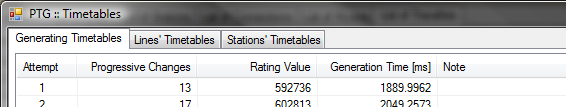 PTG :: Timetables
Generating Timetables Lines' Timetables Stations' Timetables
Attempt Progressive Changes Rating Value Generation Time [ms] Note
1 13 592736 1889.9962
2 17 602813 2049.2573